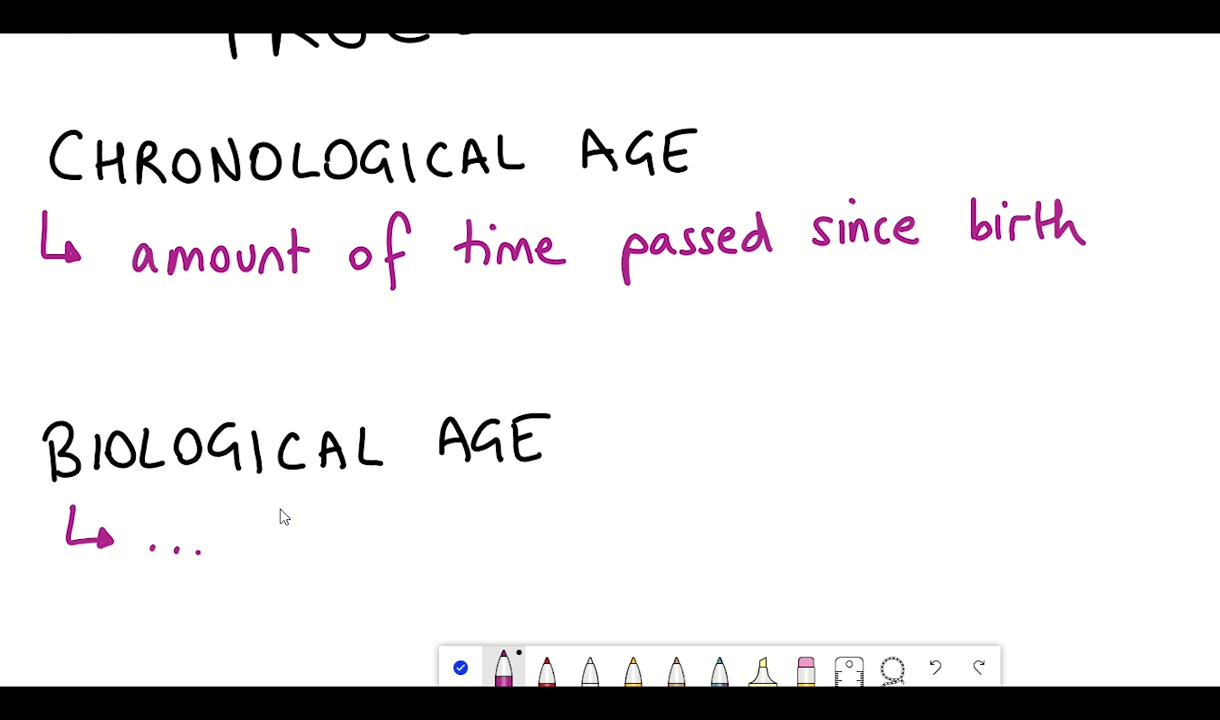 CHRONOLOGICAL AGE
↳ amount of time passed since birth
BIOLOGICAL AGE
↳ ...